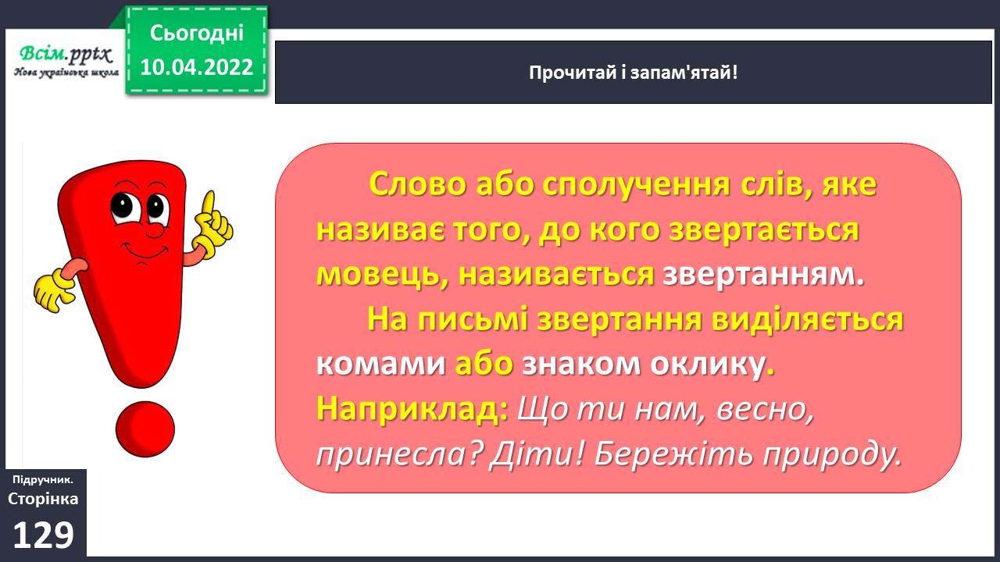 Всім.pptx
Нова українська школа
Сьогодні
10.04.2022
Прочитай і запам'ятай!
Слово або сполучення слів, яке
називає того, до кого звертається
мовець, називається звертанням.
На письмі звертання виділяється
комами або знаком оклику.
Наприклад: Що ти нам, весно,
принесла? Діти! Бережіть природу.
Підручник.
Сторінка
129